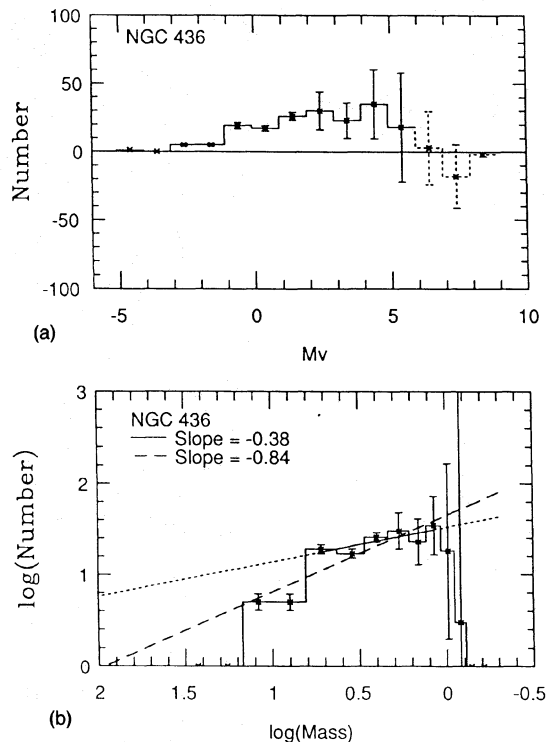 NGC 436
100
50
0
-50
-100
Number
-5
0
5
10
(a)
Mv
NGC 436
Slope = -0.38
Slope = -0.84
3
2
1
0
log(Number)
2
1.5
1
0.5
0
-0.5
(b)
log(Mass)